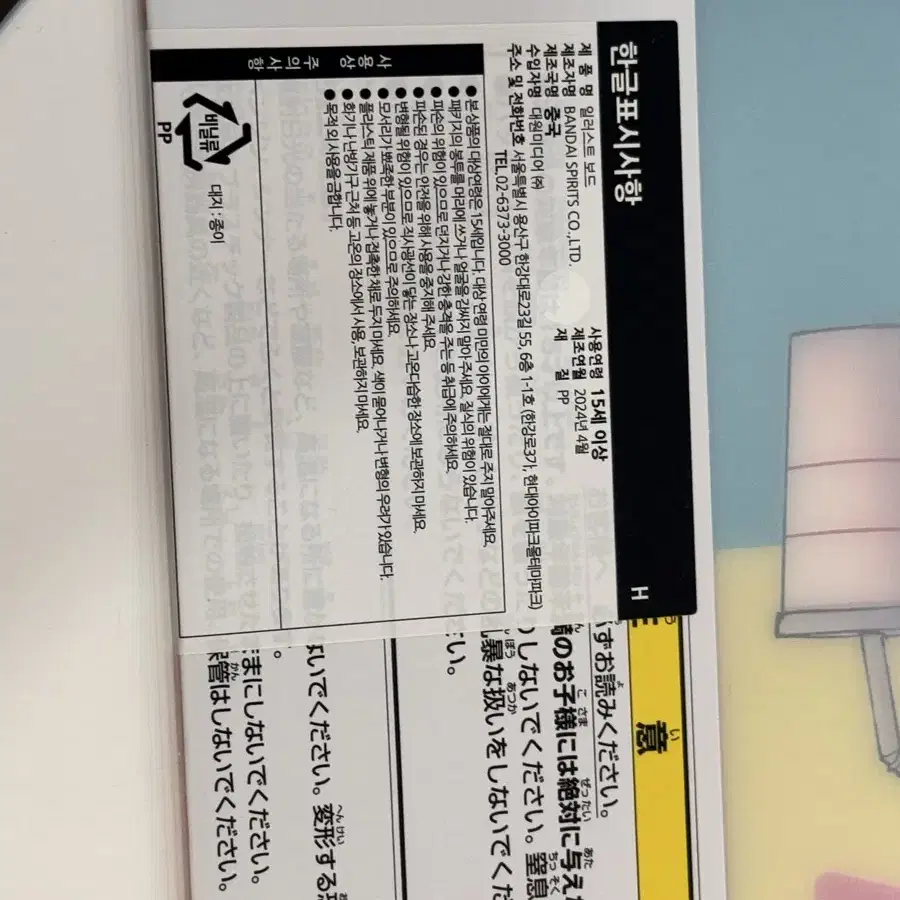 한글표시사항 H
제 품 명 일러스트 보드
사용연령 15세 이상
제조자명 BANDAI SPIRITS CO.,LTD.
제조연월 2024년 4월
제조국명 중국
재 질 PP
수입자명 대원미디어 ㈜
주소 및 전화번호 서울특별시 용산구 한강대로23길 55, 6층 1-1호 (한강로3가, 현대아이파크몰테마파크)
TEL.02-6373-3000
사용상
주의사항
● 본 상품의 대상연령은 15세입니다. 대상 연령 미만의 아이에게는 절대로 주지 말아주세요.
● 패키지의 봉투를 머리에 쓰거나 얼굴을 감싸지 말아 주세요. 질식의 위험이 있습니다.
● 파손의 위험이 있으므로 던지거나 강한 충격을 주는 등 취급에 주의하세요.
● 파손된 경우는 안전을 위해 사용을 중지해 주세요.
● 변형될 위험이 있으므로 직사광선이 닿는 장소나 고온다습한 장소에 보관하지 마세요.
● 모서리가 뾰족한 부분이 있으므로 주의하세요.
● 플라스틱 제품 위에 놓거나 접촉한 채로 두지 마세요. 색이 묻어나거나 변형의 우려가 있습니다.
● 화기나 난방기구 근처 등 고온의 장소에서 사용, 보관하지 마세요.
● 목적 외 사용을 금합니다.
비닐류
PP
대지 : 종이
意
い
ずお読みください。
のお子様には絶対に与え
しないでください。窒息
暴な扱いをしないでくだ
い。
いでください。変形する
。
まにしないでください。
管はしないでください。